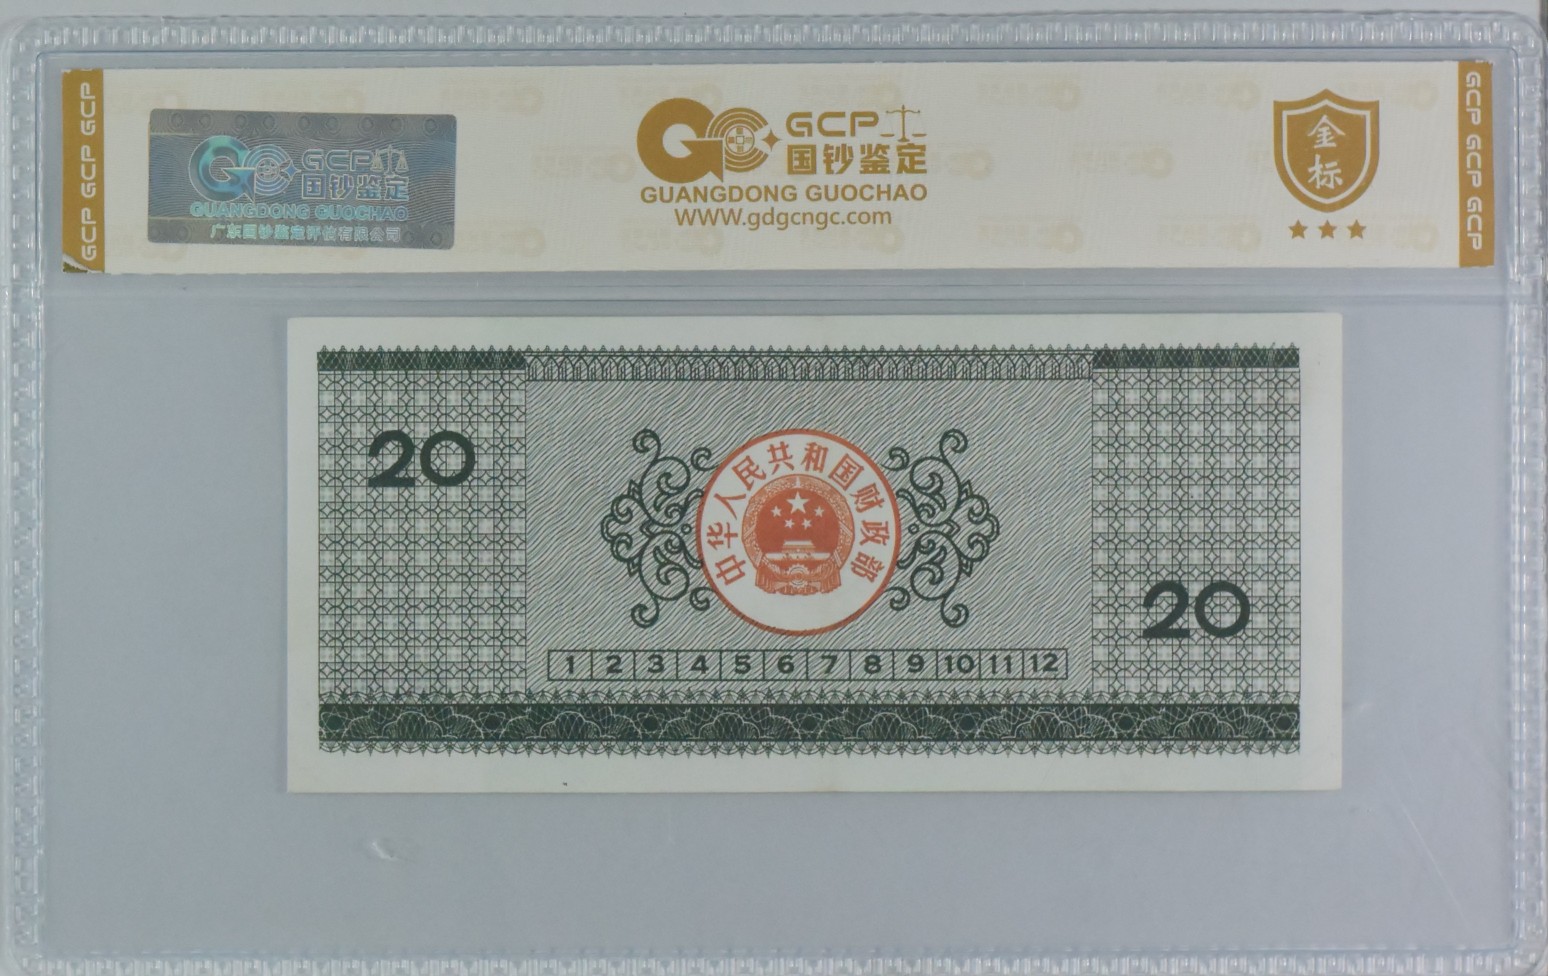 GCP GCP GCP
GCP
国钞鉴定
GUANGDONG GUOCHAO
广东国钞鉴定评估有限公司
GCP
国钞鉴定
GUANGDONG GUOCHAO
WWW.gdgcngc.com
金
标
GCP GCP GCP
20
中华人民共和国财政部
20
1 2 3 4 5 6 7 8 9 10 11 12